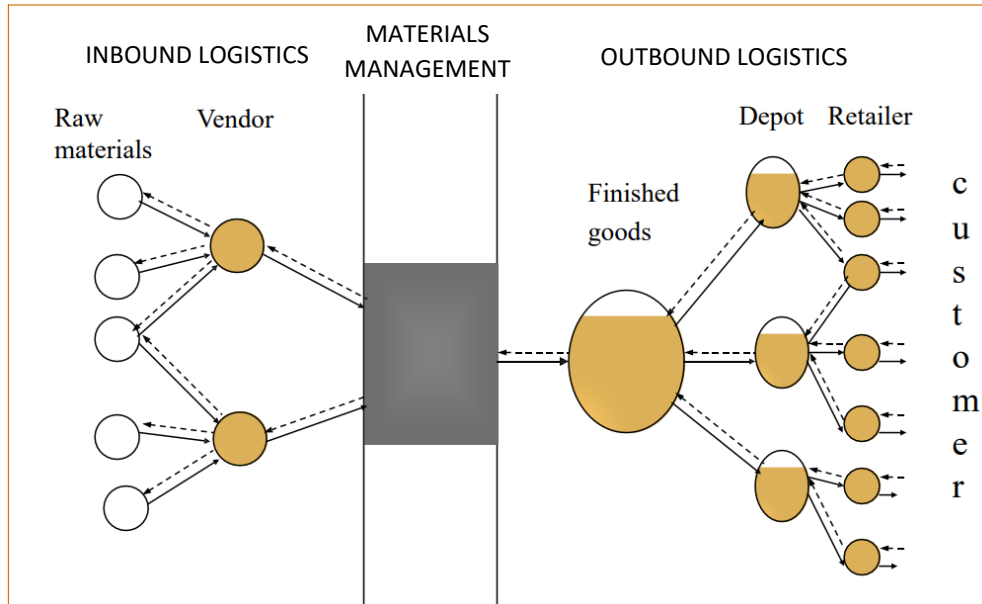 INBOUND LOGISTICS
MATERIALS
MANAGEMENT
OUTBOUND LOGISTICS
Raw
materials
Vendor
Finished
goods
Depot
Retailer
c
u
s
t
o
m
e
r